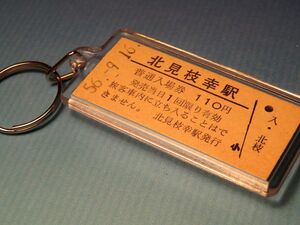 56.-9.16
北見枝幸駅
普通入場券 110円
発売当日1回限り有効
旅客車内に立ち入ることはできません。
北見枝幸駅発行
入・北枝
小